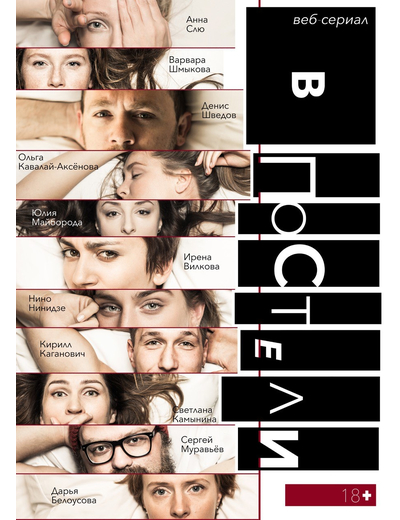 Анна
Слю
Варвара
Шмыкова
Денис
Шведов
Ольга
Кавалай-Аксёнова
Юлия
Майборода
Ирена
Вилкова
Нино
Нинидзе
Кирилл
Каганович
Светлана
Камынина
Сергей
Муравьёв
Дарья
Белоусова
веб-сериал
В
ПОСТЕЛИ
18+